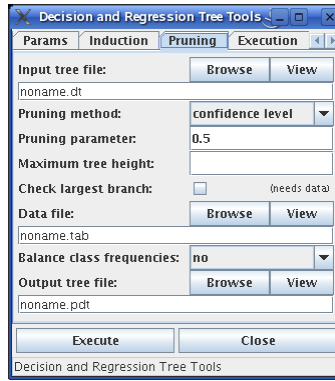 Decision and Regression Tree Tools
Params Induction Pruning Execution
Input tree file: Browse View
noname.dt
Pruning method: confidence level
Pruning parameter: 0.5
Maximum tree height:
Check largest branch: (needs data)
Data file: Browse View
noname.tab
Balance class frequencies: no
Output tree file: Browse View
noname.pdt
Execute Close
Decision and Regression Tree Tools